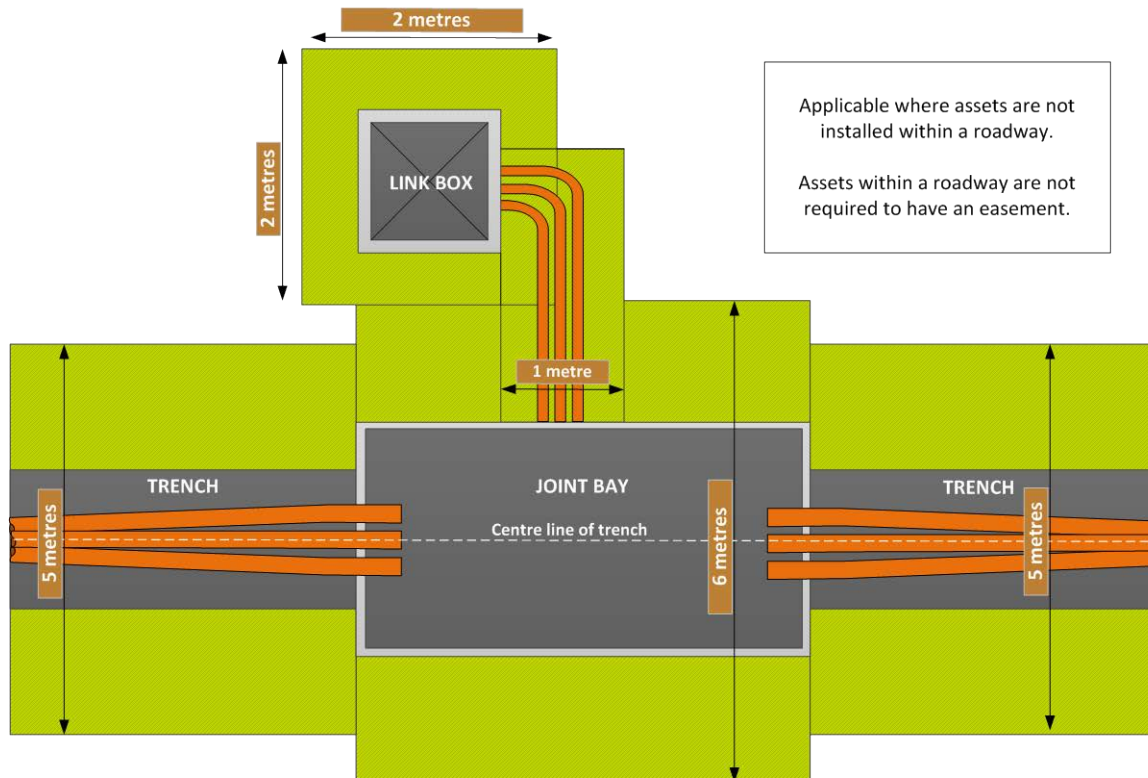 2 metres
2 metres
LINK BOX
Applicable where assets are not
installed within a roadway.
Assets within a roadway are not
required to have an easement.
1 metre
TRENCH
JOINT BAY
TRENCH
Centre line of trench
5 metres
6 metres
5 metres